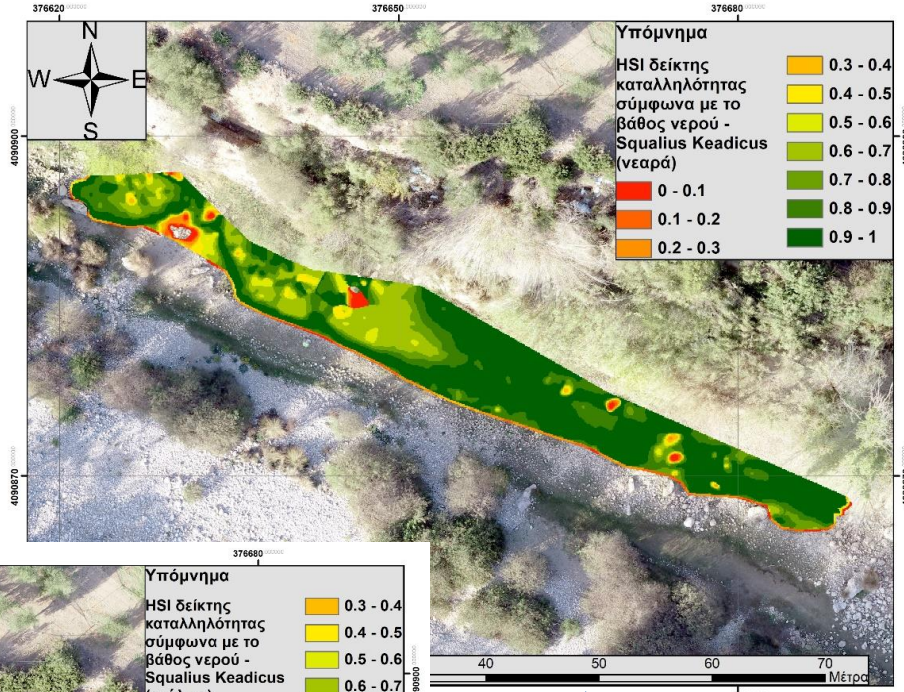 376620
376650
376680
N
W E
S
4090900
4090870
Υπόμνημα
HSI δείκτης
καταλληλότητας
σύμφωνα με το
βάθος νερού -
Squalius Keadicus
(νεαρά)
0 - 0.1
0.1 - 0.2
0.2 - 0.3
0.3 - 0.4
0.4 - 0.5
0.5 - 0.6
0.6 - 0.7
0.7 - 0.8
0.8 - 0.9
0.9 - 1
376680
Υπόμνημα
HSI δείκτης
καταλληλότητας
σύμφωνα με το
βάθος νερού -
Squalius Keadicus
0.3 - 0.4
0.4 - 0.5
0.5 - 0.6
0.6 - 0.7
90900
40 50 60 70
Μέτρα